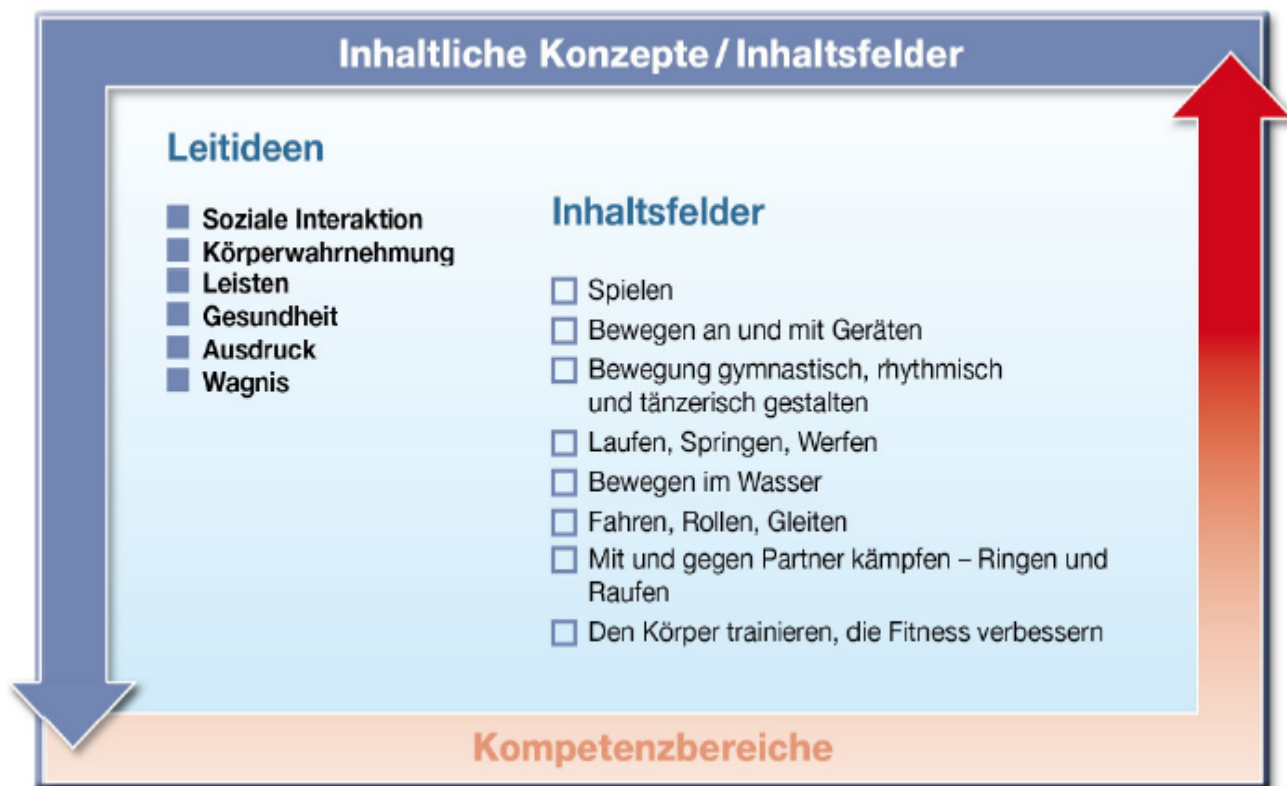 Inhaltliche Konzepte / Inhaltsfelder
Leitideen
Soziale Interaktion
Körperwahrnehmung
Leisten
Gesundheit
Ausdruck
Wagnis
Inhaltsfelder
Spielen
Bewegen an und mit Geräten
Bewegung gymnastisch, rhythmisch
und tänzerisch gestalten
Laufen, Springen, Werfen
Bewegen im Wasser
Fahren, Rollen, Gleiten
Mit und gegen Partner kämpfen – Ringen und
Raufen
Den Körper trainieren, die Fitness verbessern
Kompetenzbereiche